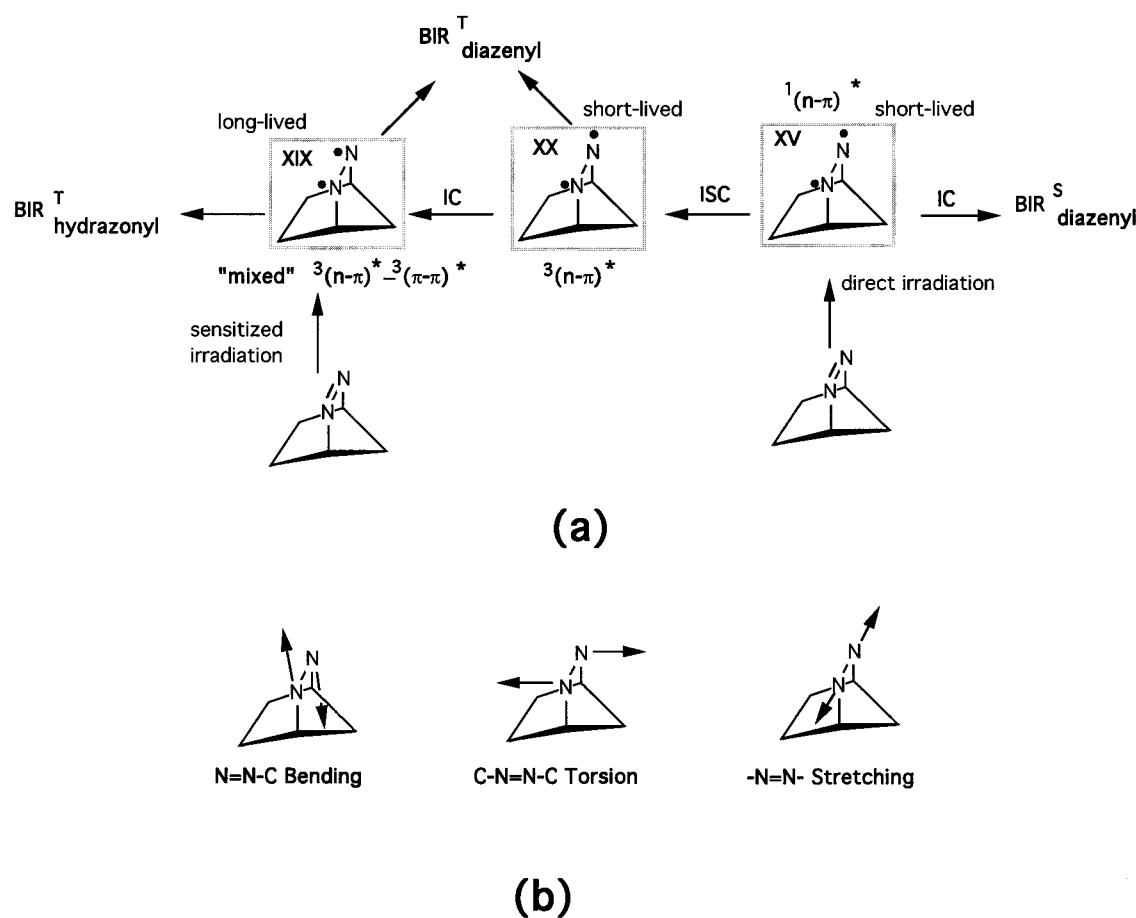 BIR T diazenyl
long-lived
short-lived
1(n-π)* short-lived
XIX
N
N
XX
N
N
XV
N
N
BIR T hydrazonyl
IC
ISC
IC
BIR S diazenyl
"mixed" 3(n-π)*–3(π-π)*
3(n-π)*
direct irradiation
sensitized
irradiation
N
N
N
N
(a)
N
N
N
N
N
N
N=N-C Bending
C-N=N-C Torsion
-N=N- Stretching
(b)